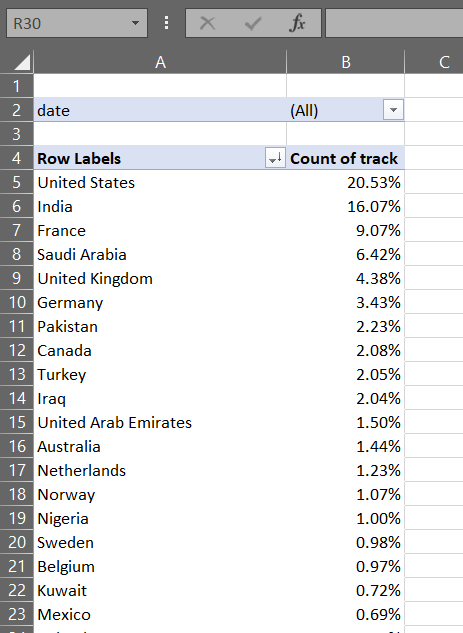 R30 fx
A B C
1
2 date (All)
3
4 Row Labels Count of track
5 United States 20.53%
6 India 16.07%
7 France 9.07%
8 Saudi Arabia 6.42%
9 United Kingdom 4.38%
10 Germany 3.43%
11 Pakistan 2.23%
12 Canada 2.08%
13 Turkey 2.05%
14 Iraq 2.04%
15 United Arab Emirates 1.50%
16 Australia 1.44%
17 Netherlands 1.23%
18 Norway 1.07%
19 Nigeria 1.00%
20 Sweden 0.98%
21 Belgium 0.97%
22 Kuwait 0.72%
23 Mexico 0.69%